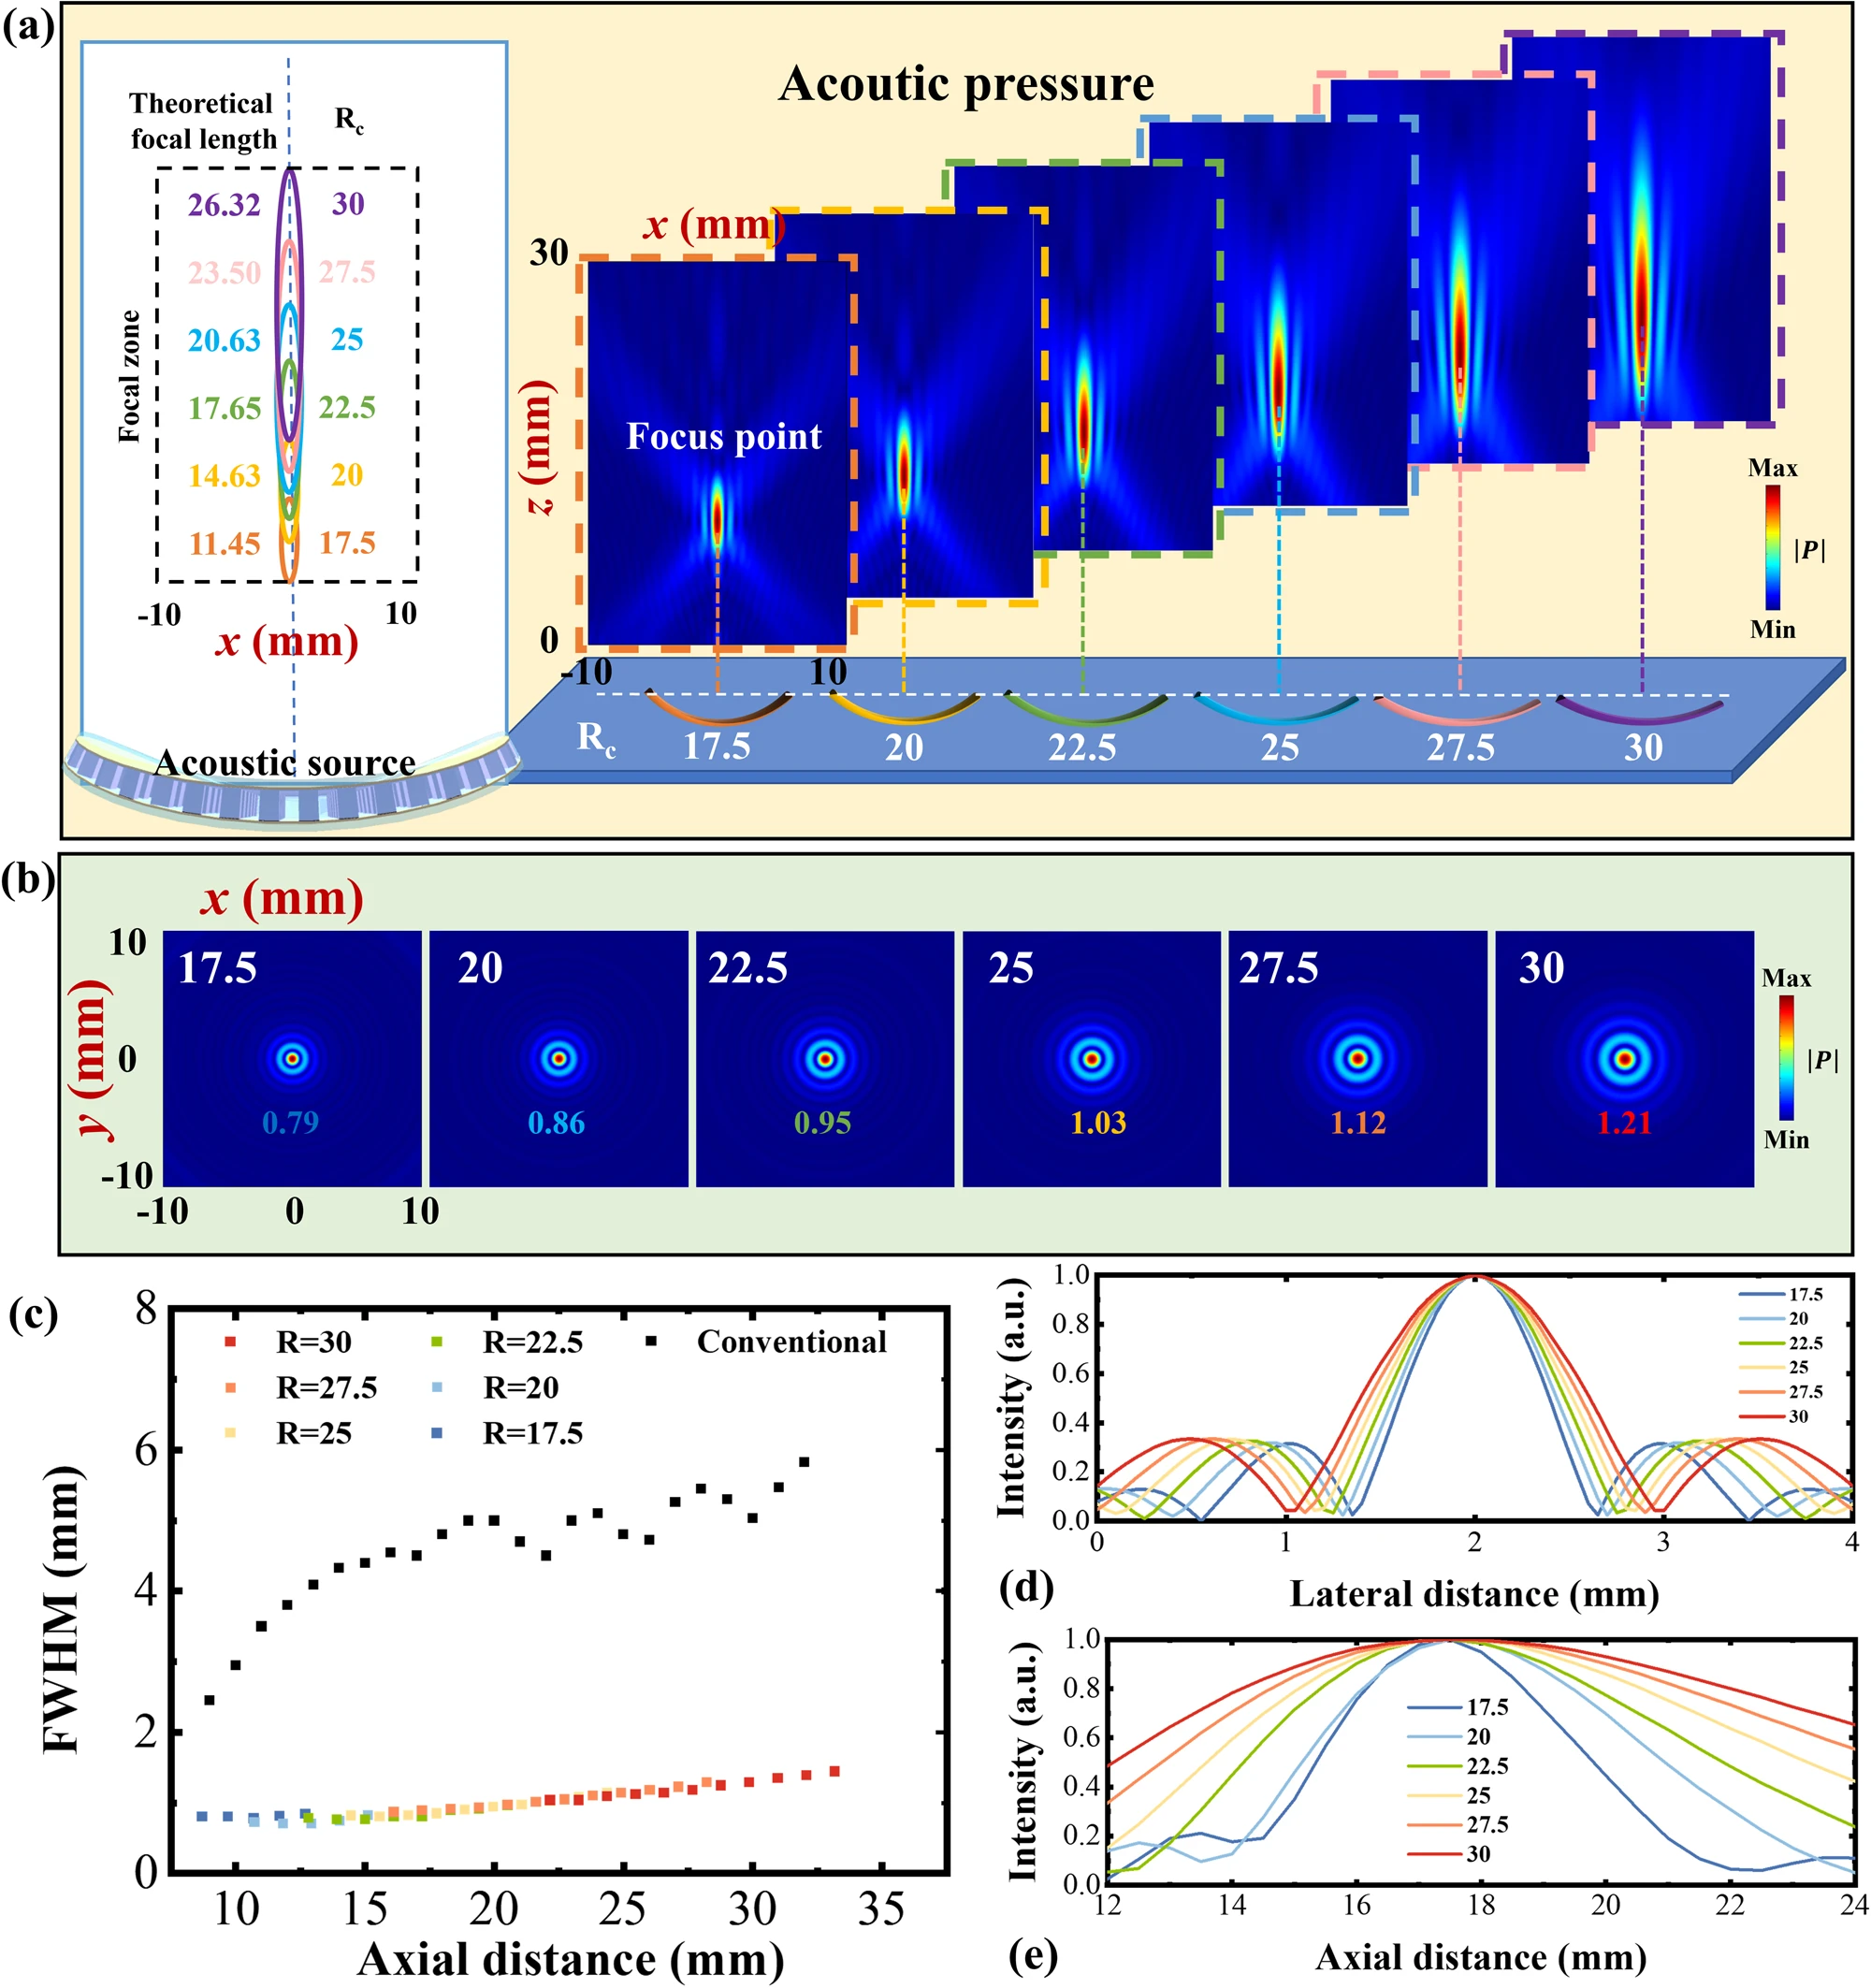 (a)
Acoutic pressure
Theoretical
focal length
Rc
Focal zone
26.32 30
23.50 27.5
20.63 25
17.65 22.5
14.63 20
11.45 17.5
-10 10
x (mm)
Acoustic source
x (mm)
30
z (mm)
0
-10 10
Focus point
Max
|P|
Min
Rc 17.5 20 22.5 25 27.5 30
(b)
x (mm)
10
y (mm)
0
-10
-10 0 10
17.5 20 22.5 25 27.5 30
0.79 0.86 0.95 1.03 1.12 1.21
Max
|P|
Min
(c)
8
6
4
2
0
FWHM (mm)
R=30 R=22.5 Conventional
R=27.5 R=20
R=25 R=17.5
10 15 20 25 30 35
Axial distance (mm)
1.0
0.8
0.6
0.4
0.2
0.0
Intensity (a.u.)
17.5
20
22.5
25
27.5
30
0 1 2 3 4
(d) Lateral distance (mm)
1.0
0.8
0.6
0.4
0.2
0.0
Intensity (a.u.)
17.5
20
22.5
25
27.5
30
12 14 16 18 20 22 24
(e) Axial distance (mm)